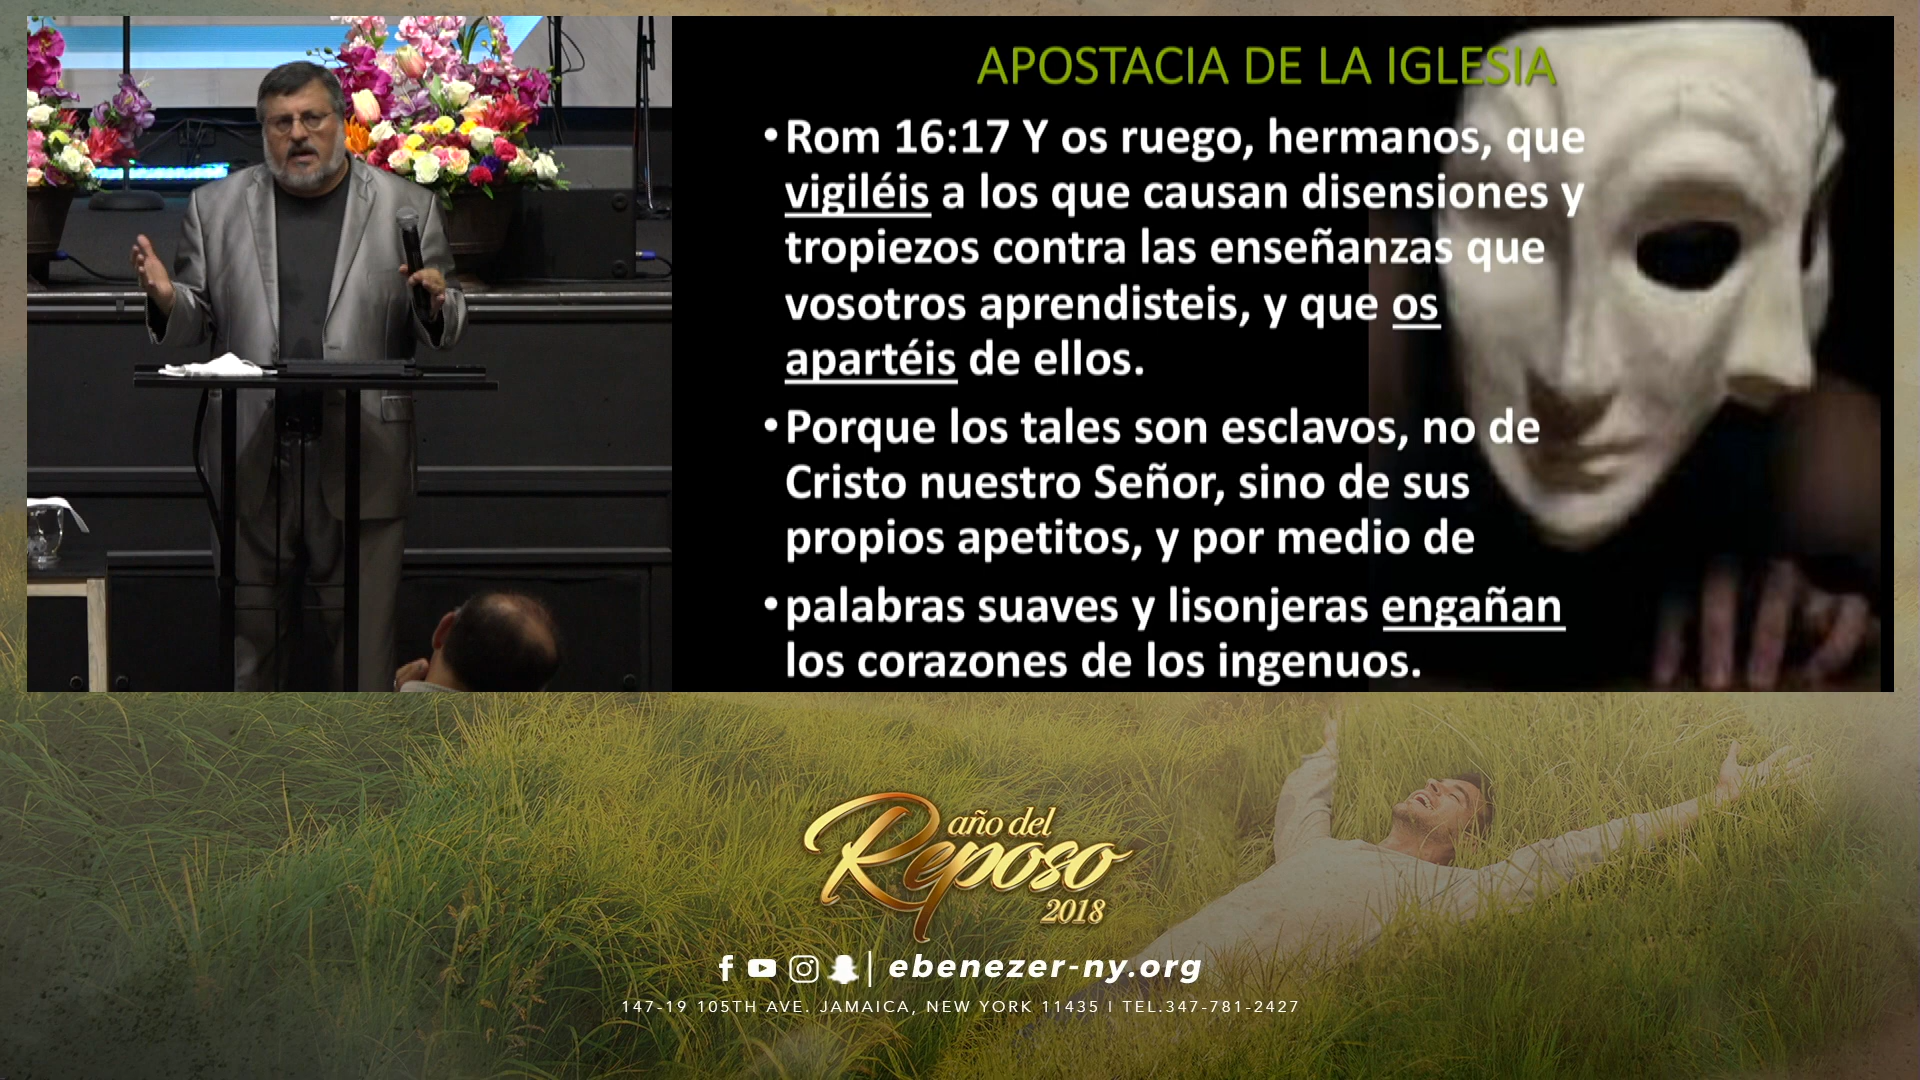 APOSTACIA DE LA IGLESIA
• Rom 16:17 Y os ruego, hermanos, que
vigiléis a los que causan disensiones y
tropiezos contra las enseñanzas que
vosotros aprendisteis, y que os
apartéis de ellos.
• Porque los tales son esclavos, no de
Cristo nuestro Señor, sino de sus
propios apetitos, y por medio de
• palabras suaves y lisonjeras engañan
los corazones de los ingenuos.
año del
Reposo
2018
ebenezer-ny.org
147-19 105TH AVE. JAMAICA, NEW YORK 11435 | TEL.347-781-2427